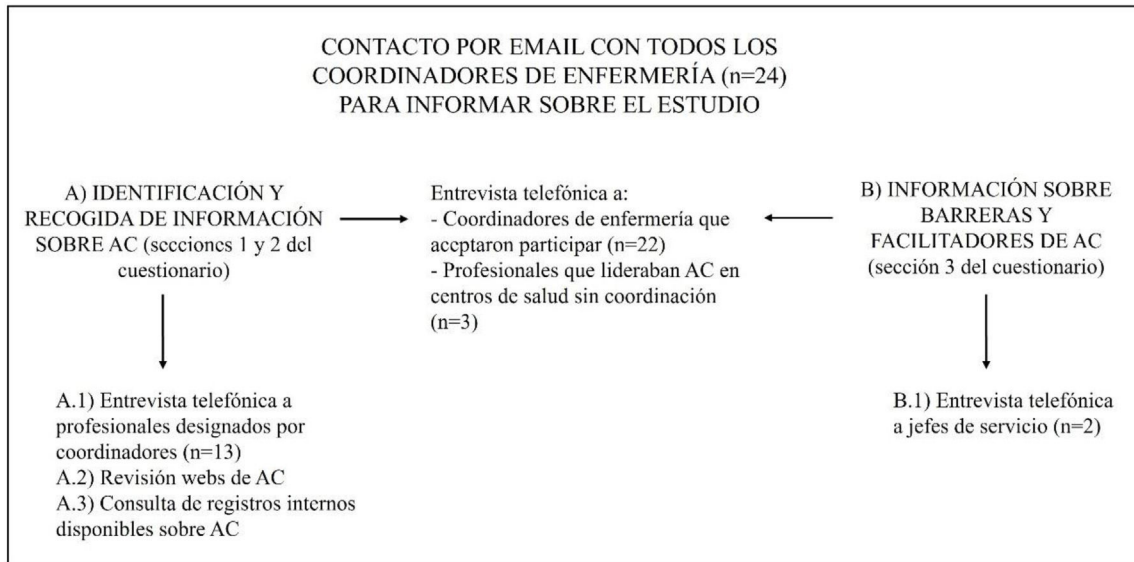 CONTACTO POR EMAIL CON TODOS LOS
COORDINADORES DE ENFERMERÍA (n=24)
PARA INFORMAR SOBRE EL ESTUDIO
A) IDENTIFICACIÓN Y
RECOGIDA DE INFORMACIÓN
SOBRE AC (secciones 1 y 2 del
cuestionario)
Entrevista telefónica a:
- Coordinadores de enfermería que
aceptaron participar (n=22)
- Profesionales que lideraban AC en
centros de salud sin coordinación
(n=3)
B) INFORMACIÓN SOBRE
BARRERAS Y
FACILITADORES DE AC
(sección 3 del cuestionario)
A.1) Entrevista telefónica a
profesionales designados por
coordinadores (n=13)
A.2) Revisión webs de AC
A.3) Consulta de registros internos
disponibles sobre AC
B.1) Entrevista telefónica
a jefes de servicio (n=2)